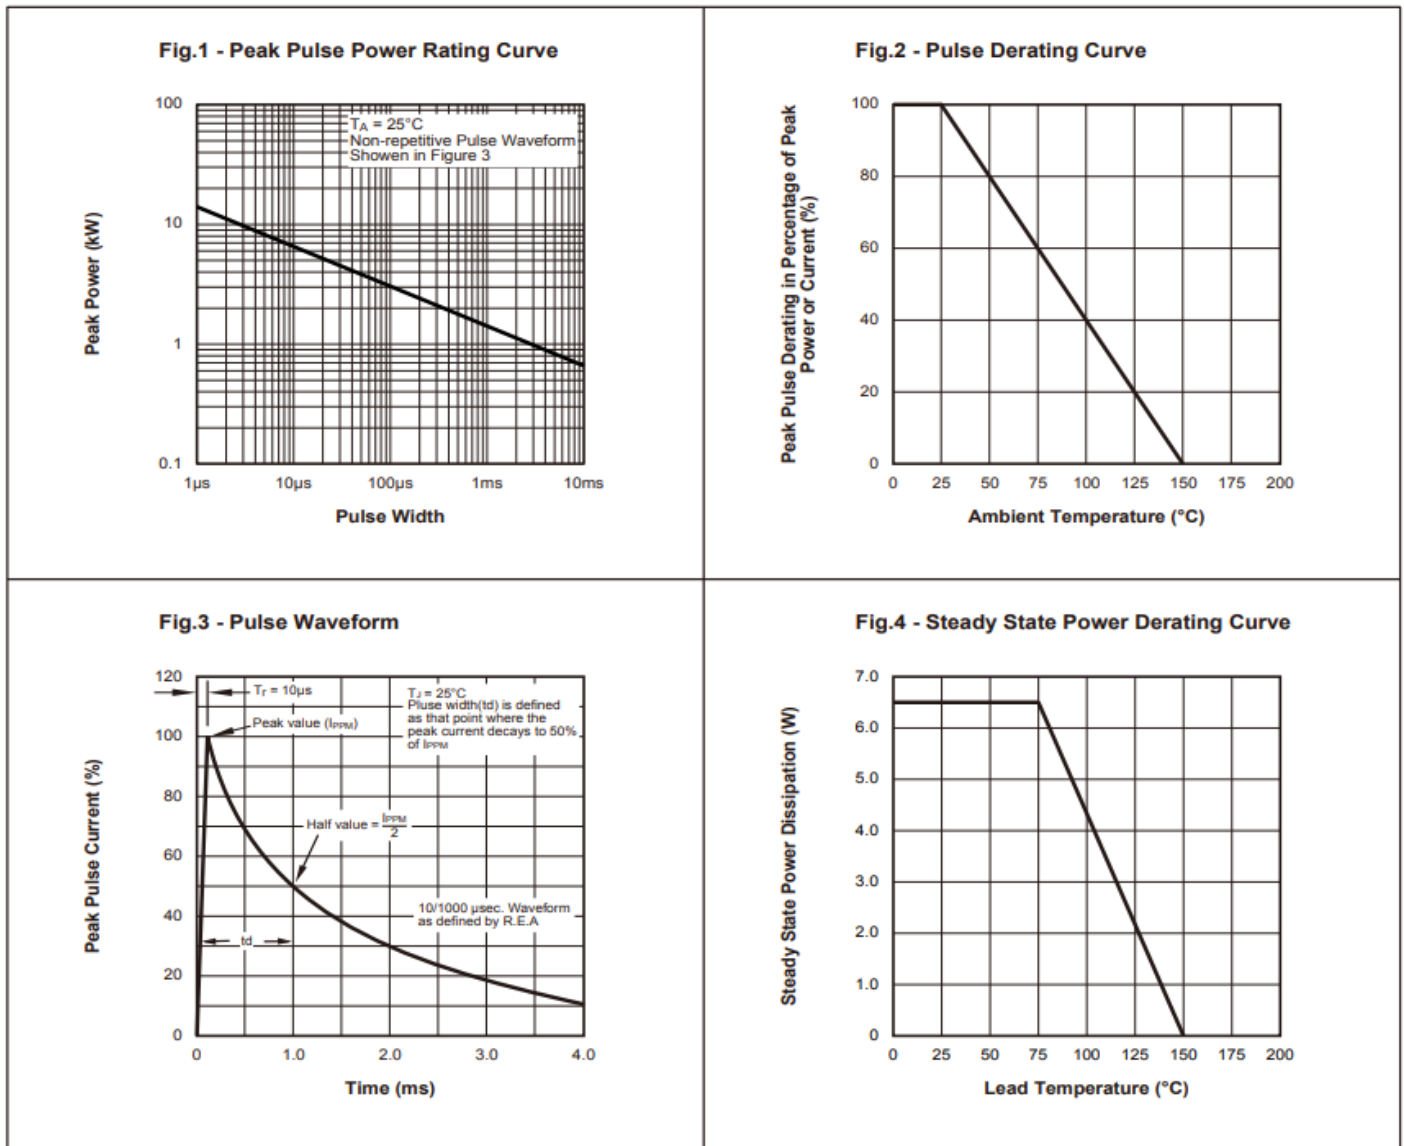 Fig.1 - Peak Pulse Power Rating Curve
100
10
1
0.1
Peak Power (kW)
TA = 25°C
Non-repetitive Pulse Waveform
Showen in Figure 3
1µs
10µs
100µs
1ms
10ms
Pulse Width
Fig.2 - Pulse Derating Curve
Peak Pulse Derating in Percentage of Peak
Power or Current (%)
100
80
60
40
20
0
0
25
50
75
100
125
150
175
200
Ambient Temperature (°C)
Fig.3 - Pulse Waveform
Peak Pulse Current (%)
120
100
80
60
40
20
0
Tr = 10µs
Peak value (IPPM)
TJ = 25°C
Pluse width(td) is defined
as that point where the
peak current decays to 50%
of IPPM
Half value = IPPM
2
10/1000 µsec. Waveform
as defined by R.E.A
td
0
1.0
2.0
3.0
4.0
Time (ms)
Fig.4 - Steady State Power Derating Curve
Steady State Power Dissipation (W)
7.0
6.0
5.0
4.0
3.0
2.0
1.0
0
0
25
50
75
100
125
150
175
200
Lead Temperature (°C)